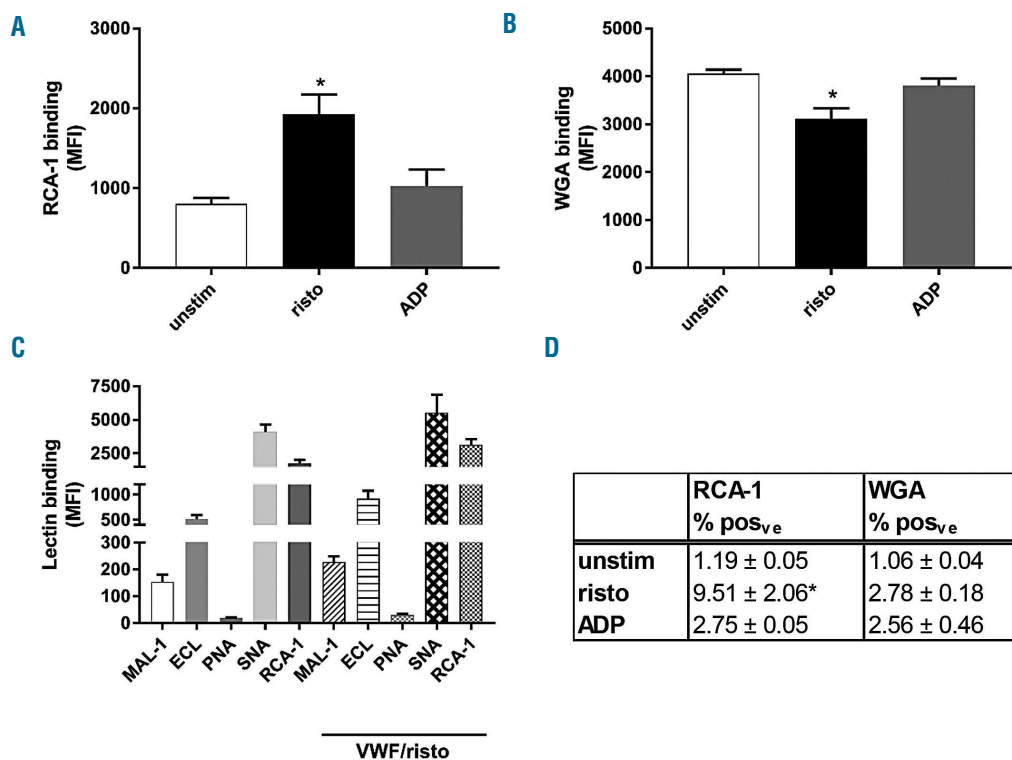 A
RCA-1 binding
(MFI)
3000
2000
1000
0
*
unstim
risto
ADP
B
WGA binding
(MFI)
5000
4000
3000
2000
1000
0
*
unstim
risto
ADP
C
Lectin binding
(MFI)
7500
5000
2500
1000
500
300
200
100
0
MAL-1
ECL
PNA
SNA
RCA-1
MAL-1
ECL
PNA
SNA
RCA-1
VWF/risto
D
RCA-1 WGA
% posve % posve
unstim 1.19 ± 0.05 1.06 ± 0.04
risto 9.51 ± 2.06* 2.78 ± 0.18
ADP 2.75 ± 0.05 2.56 ± 0.46